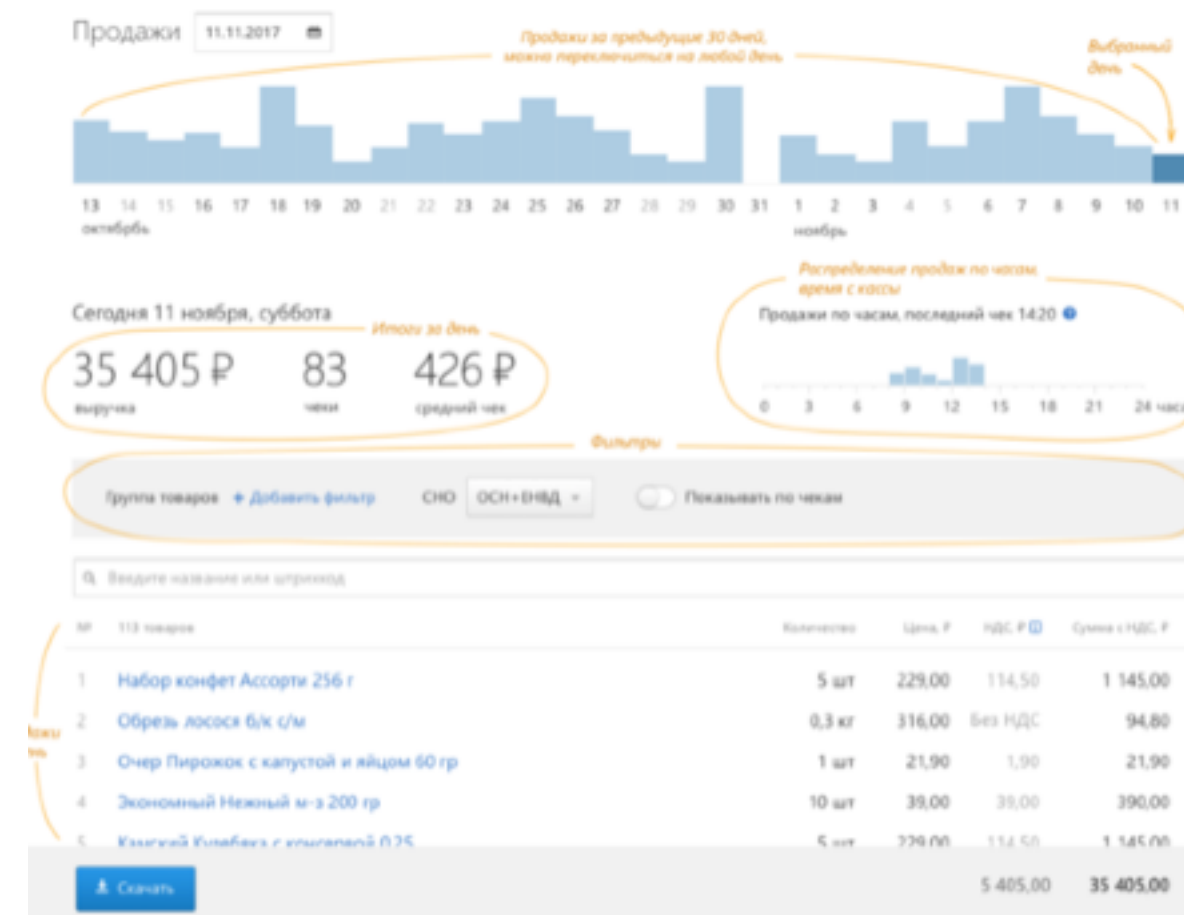 Продажи 11.11.2017
Продажи за предыдущие 30 дней,
можно переключиться на любой день
Выбранный
день
13 14 15 16 17 18 19 20 21 22 23 24 25 26 27 28 29 30 31 1 2 3 4 5 6 7 8 9 10 11
октябрбь ноябрь
Распределение продаж по часам,
время с кассы
Сегодня 11 ноября, суббота
Продажи по часам, последний чек 14:20
Итоги за день
35 405 ₽ 83 426 ₽
выручка чеки средний чек
0 3 6 9 12 15 18 21 24 часа
Фильтры
Группа товаров + Добавить фильтр СНО ОСН+ЕНВД Показывать по чекам
Введите название или штрихкод
№ 113 товаров Количество Цена, ₽ НДС, ₽ Сумма с НДС, ₽
1 Набор конфет Ассорти 256 г 5 шт 229,00 114,50 1 145,00
2 Обрезь лосося б/к с/м 0,3 кг 316,00 Без НДС 94,80
3 Очер Пирожок с капустой и яйцом 60 гр 1 шт 21,90 1,90 21,90
4 Экономный Нежный м-з 200 гр 10 шт 39,00 39,00 390,00
5 Камский Кулебяка с консервой 0,25 5 шт 229,00 114,50 1 145,00
Скачать 5 405,00 35 405,00